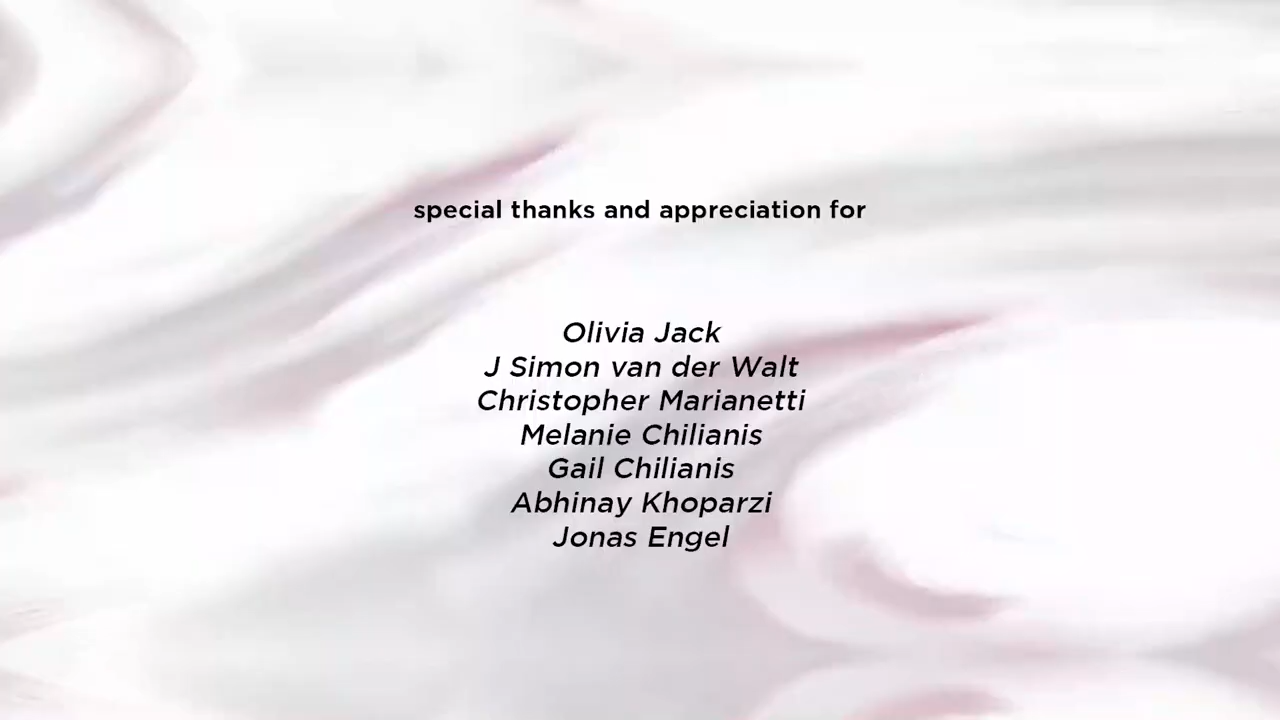 special thanks and appreciation for
Olivia Jack
J Simon van der Walt
Christopher Marianetti
Melanie Chilianis
Gail Chilianis
Abhinay Khoparzi
Jonas Engel